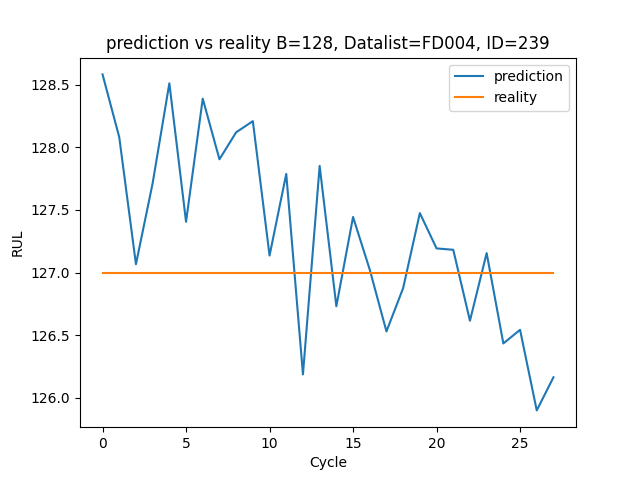 prediction vs reality B=128, Datalist=FD004, ID=239
prediction
reality
128.5
128.0
127.5
127.0
126.5
126.0
RUL
0 5 10 15 20 25
Cycle